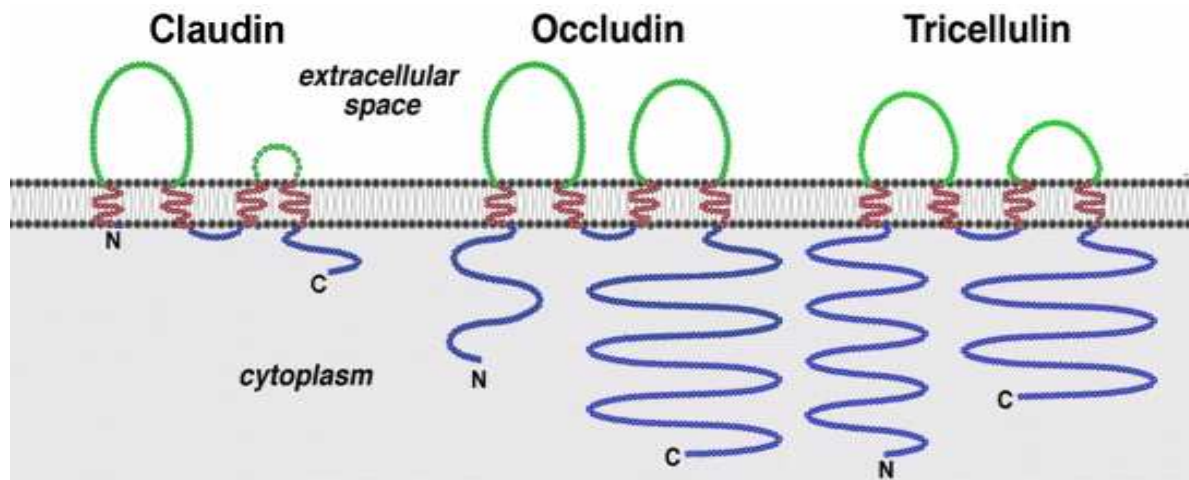 Claudin
Occludin
Tricellulin
extracellular
space
N
C
cytoplasm
N
C
C
N